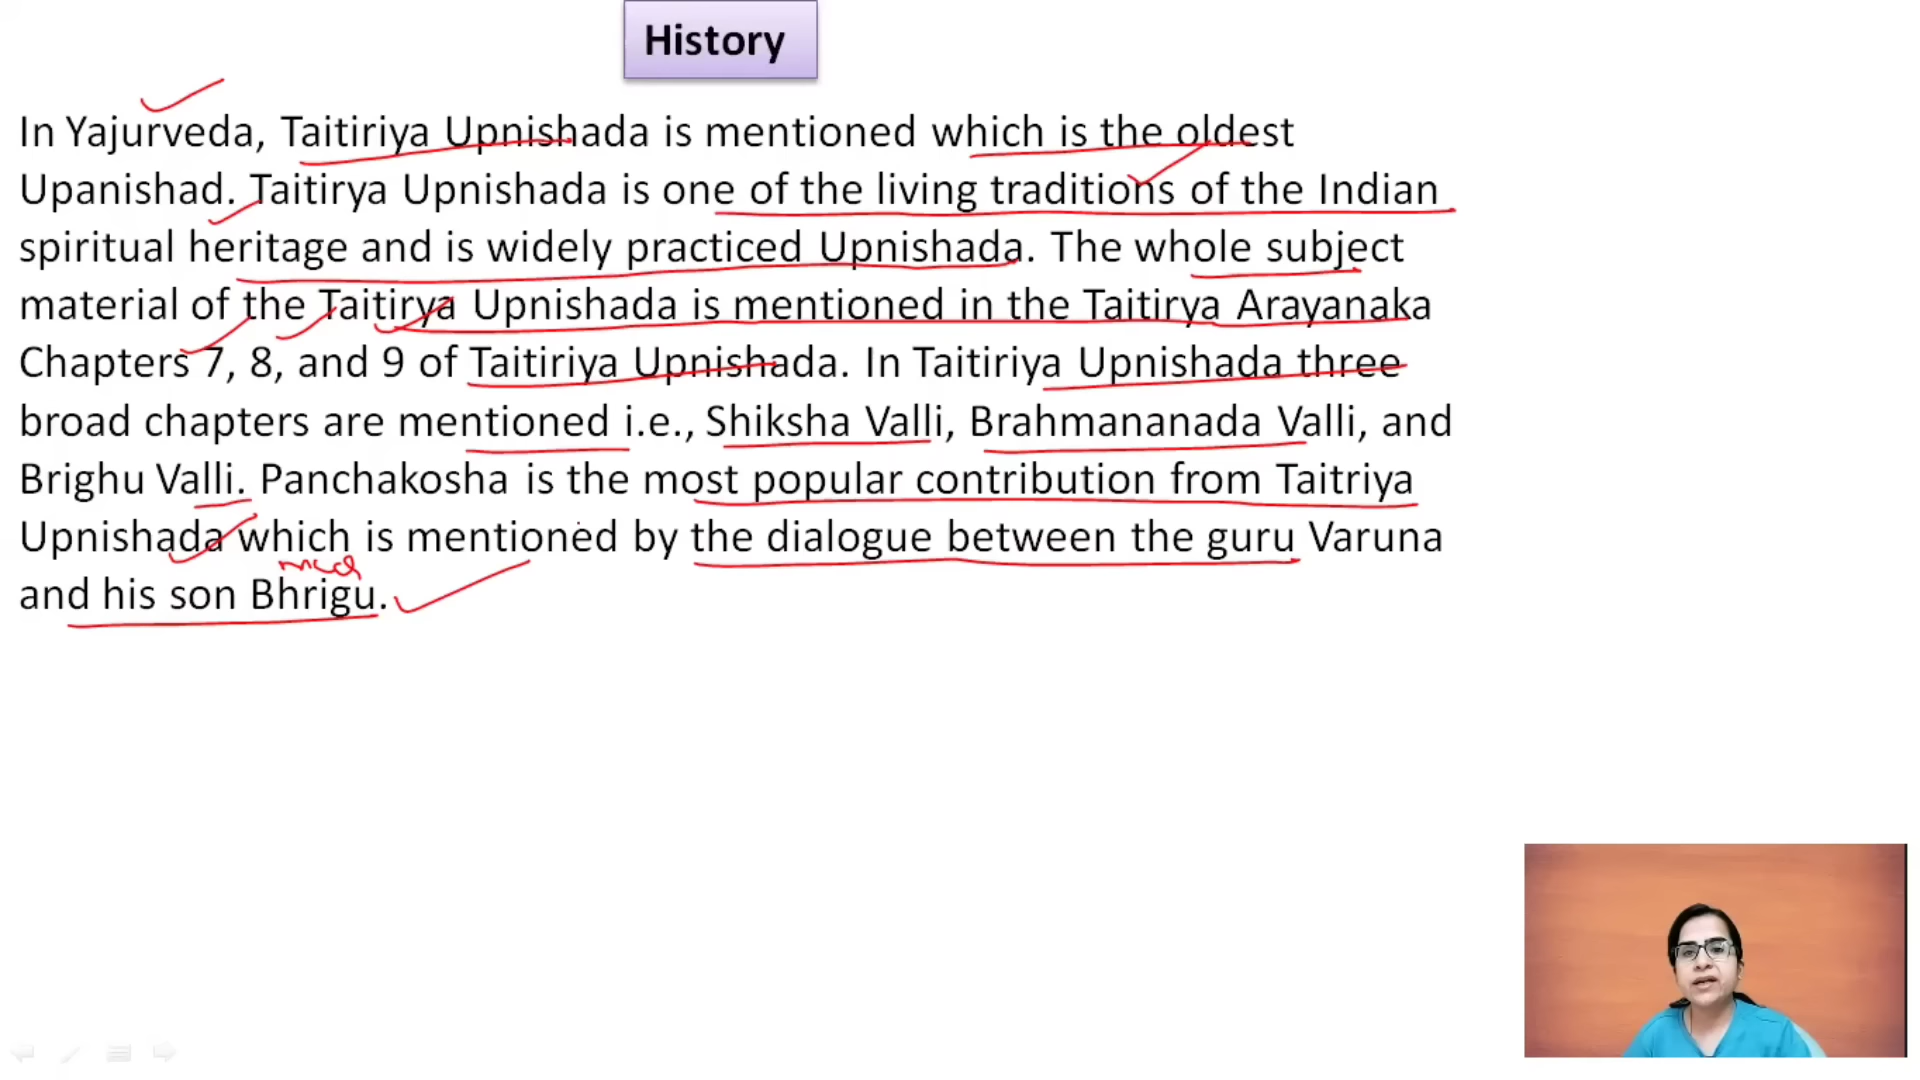 History
In Yajurveda, Taitiriya Upnishada is mentioned which is the oldest
Upanishad. Taitirya Upnishada is one of the living traditions of the Indian
spiritual heritage and is widely practiced Upnishada. The whole subject
material of the Taitirya Upnishada is mentioned in the Taitirya Arayanaka
Chapters 7, 8, and 9 of Taitiriya Upnishada. In Taitiriya Upnishada three
broad chapters are mentioned i.e., Shiksha Valli, Brahmananada Valli, and
Brighu Valli. Panchakosha is the most popular contribution from Taitriya
Upnishada which is mentioned by the dialogue between the guru Varuna
and his son Bhrigu.